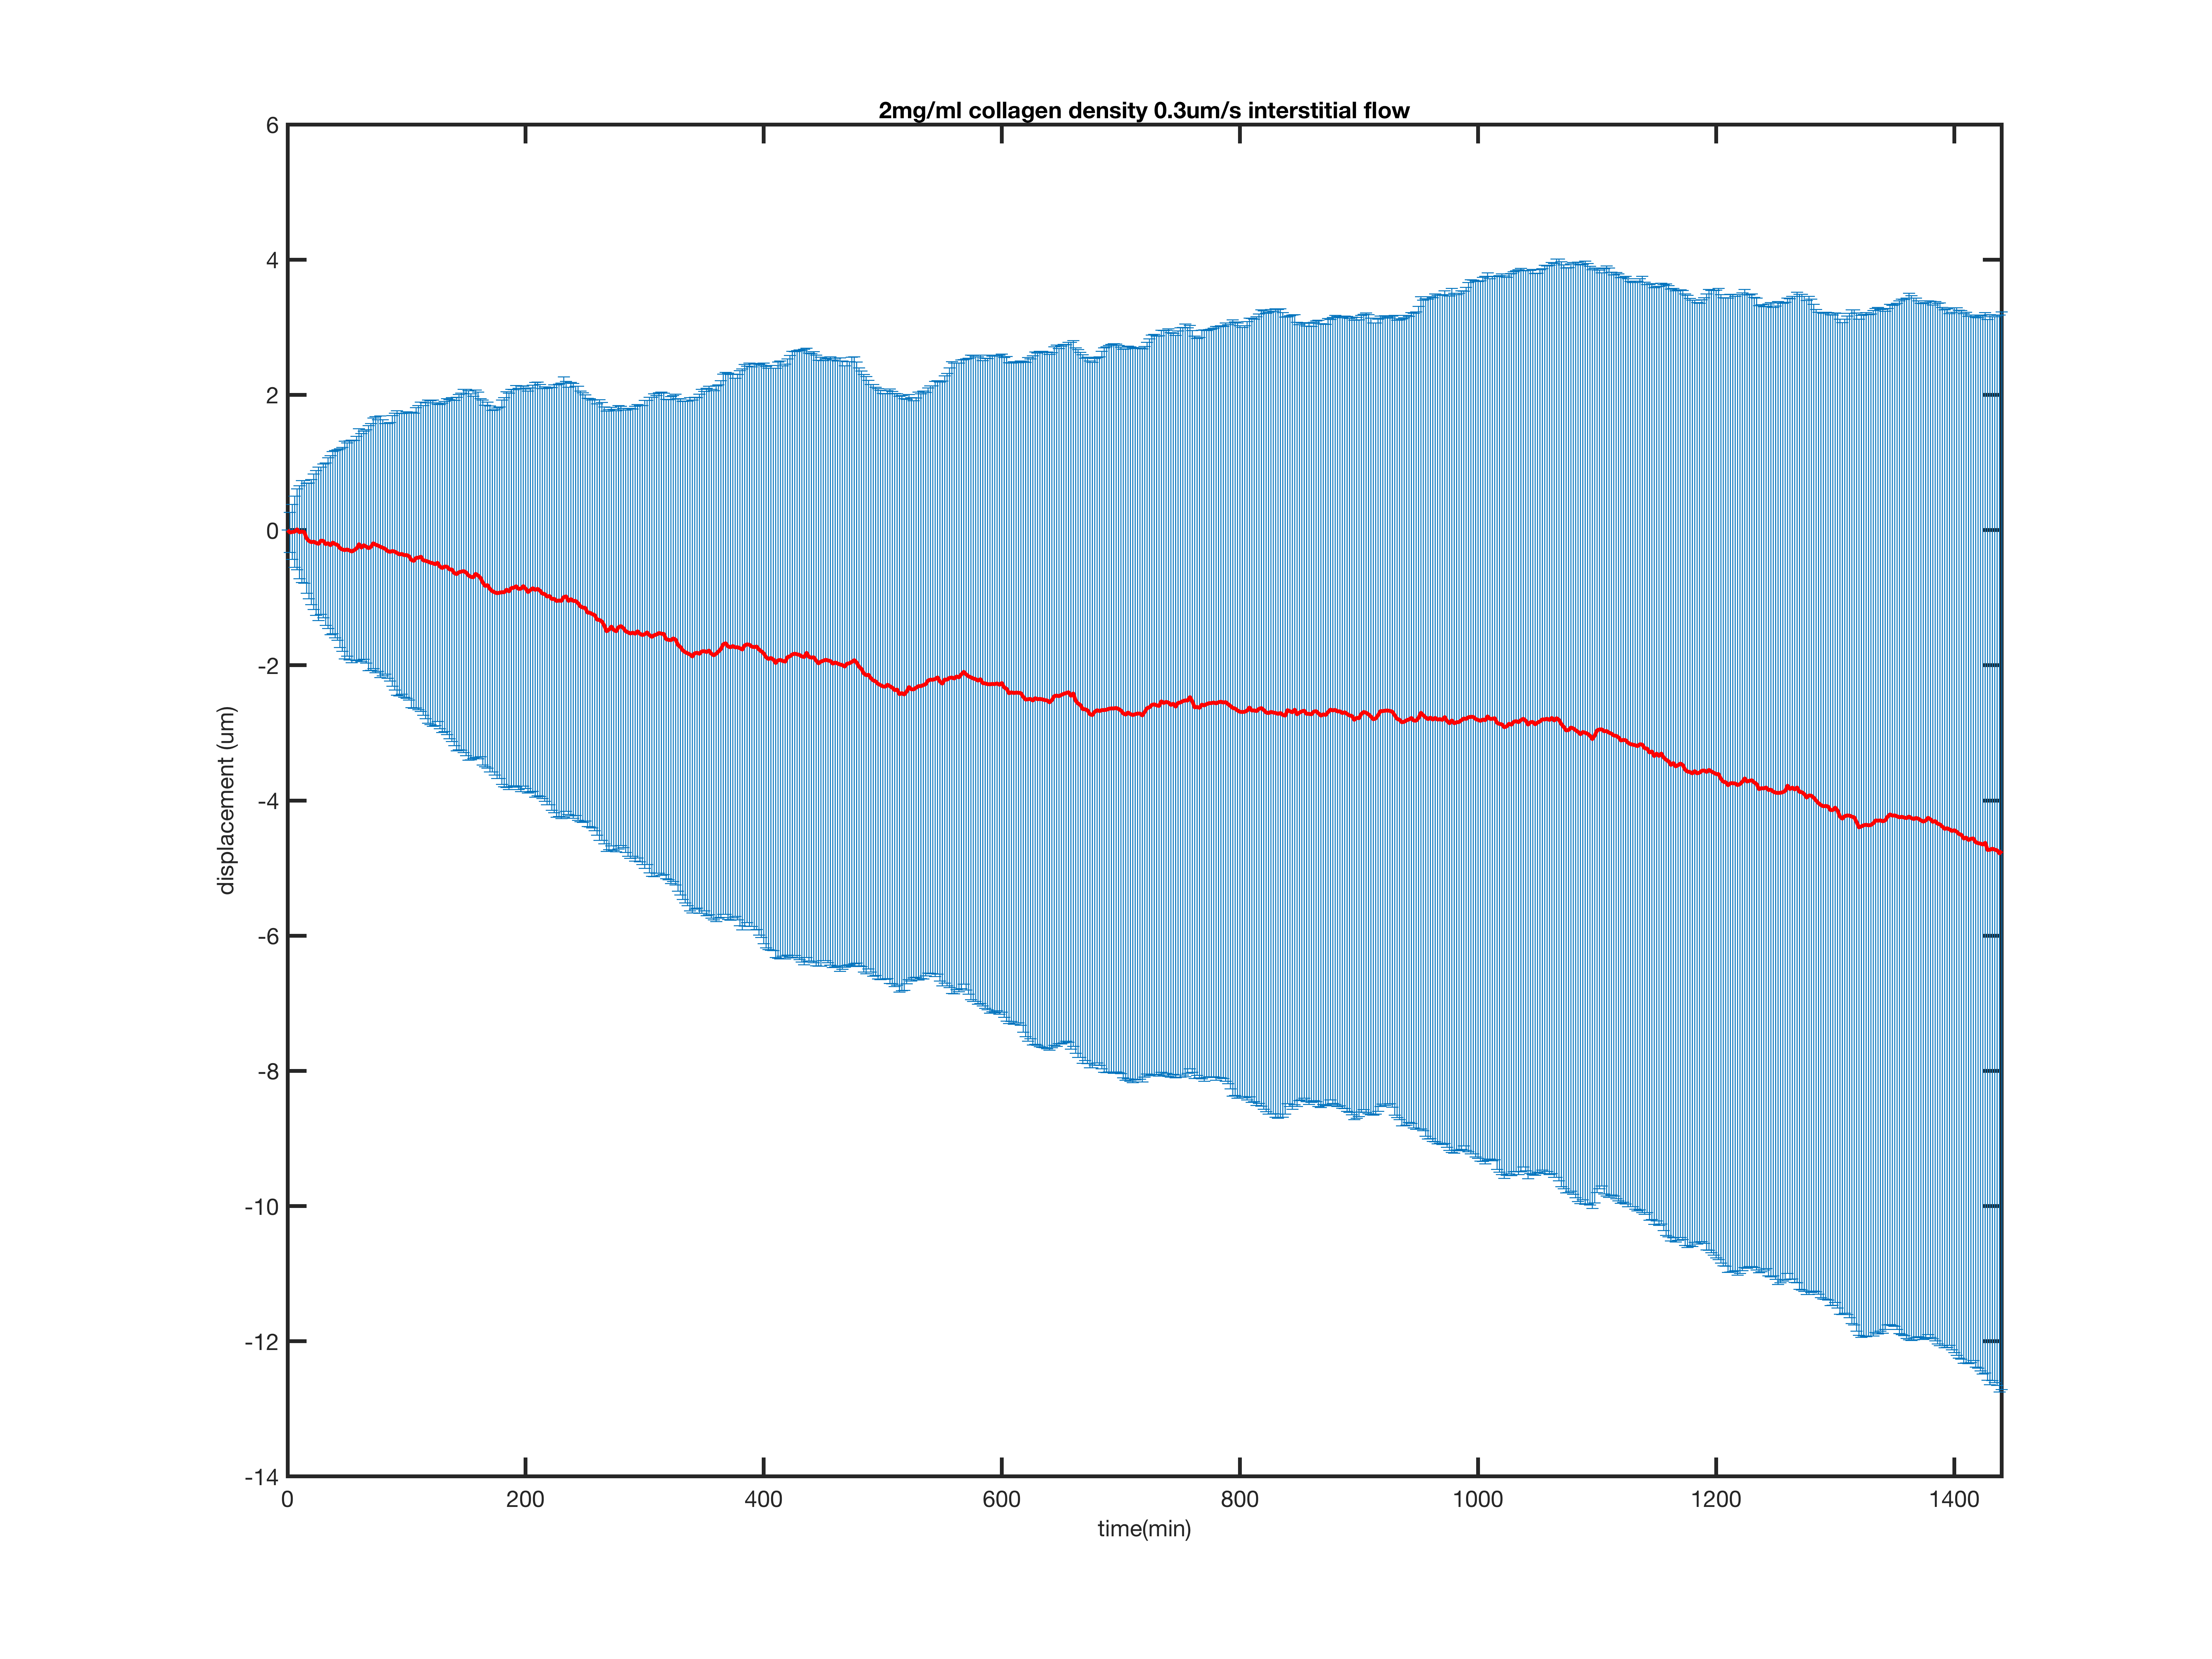 2mg/ml collagen density 0.3um/s interstitial flow
6
4
2
0
-2
-4
-6
-8
-10
-12
-14
displacement (um)
0 200 400 600 800 1000 1200 1400
time(min)